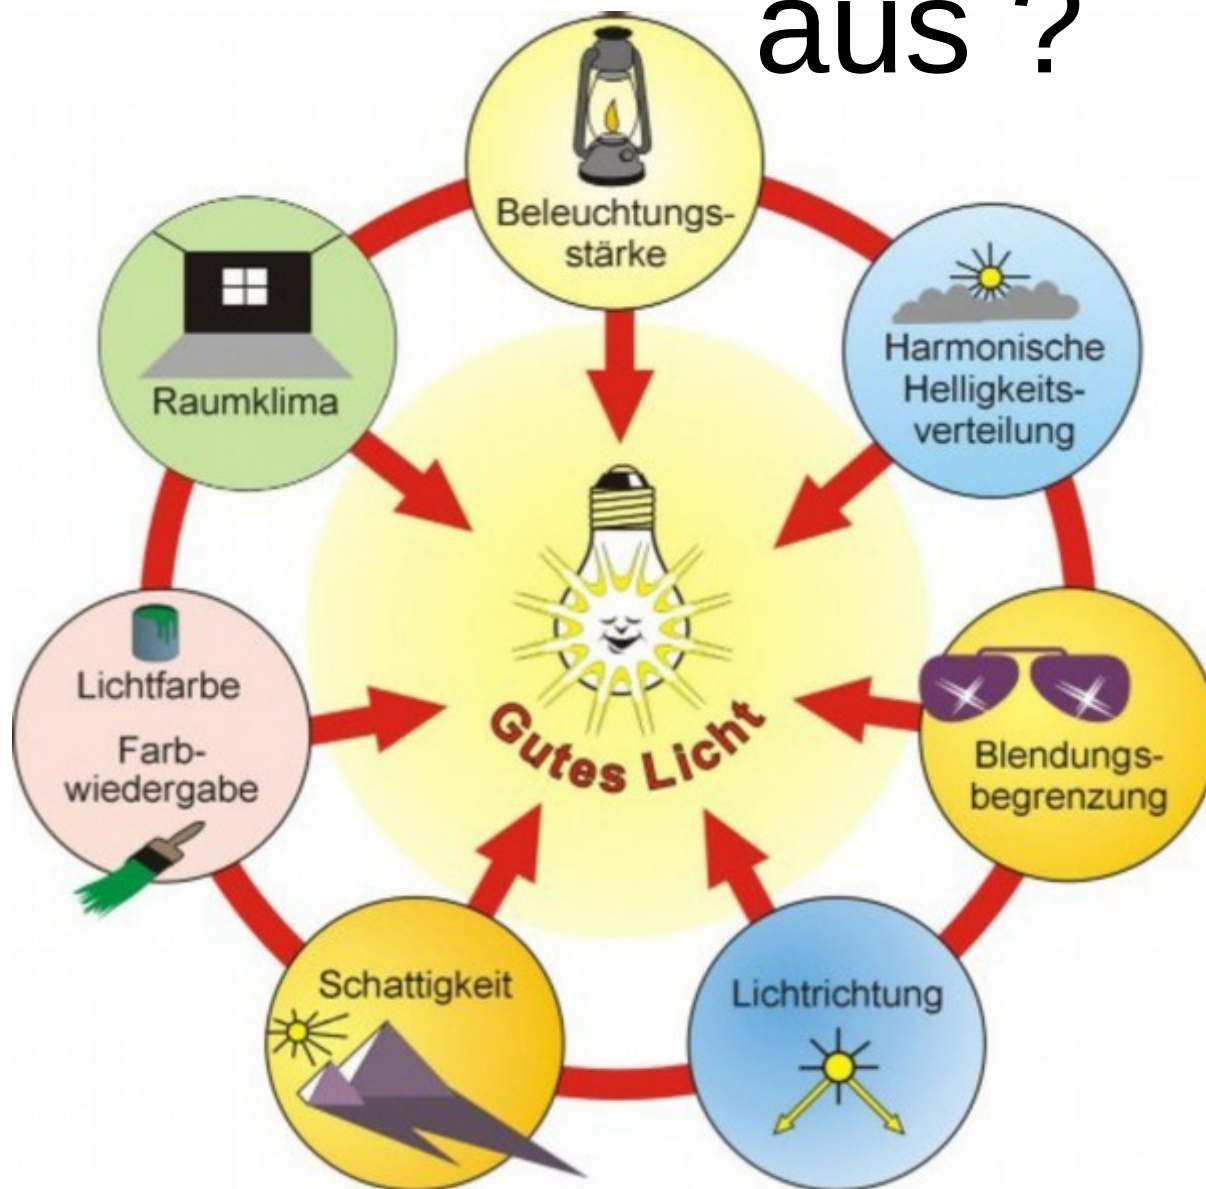 aus ?
Beleuchtungs-
stärke
Harmonische
Helligkeits-
verteilung
Blendungs-
begrenzung
Lichtrichtung
Schattigkeit
Lichtfarbe
Farb-
wiedergabe
Raumklima
Gutes Licht